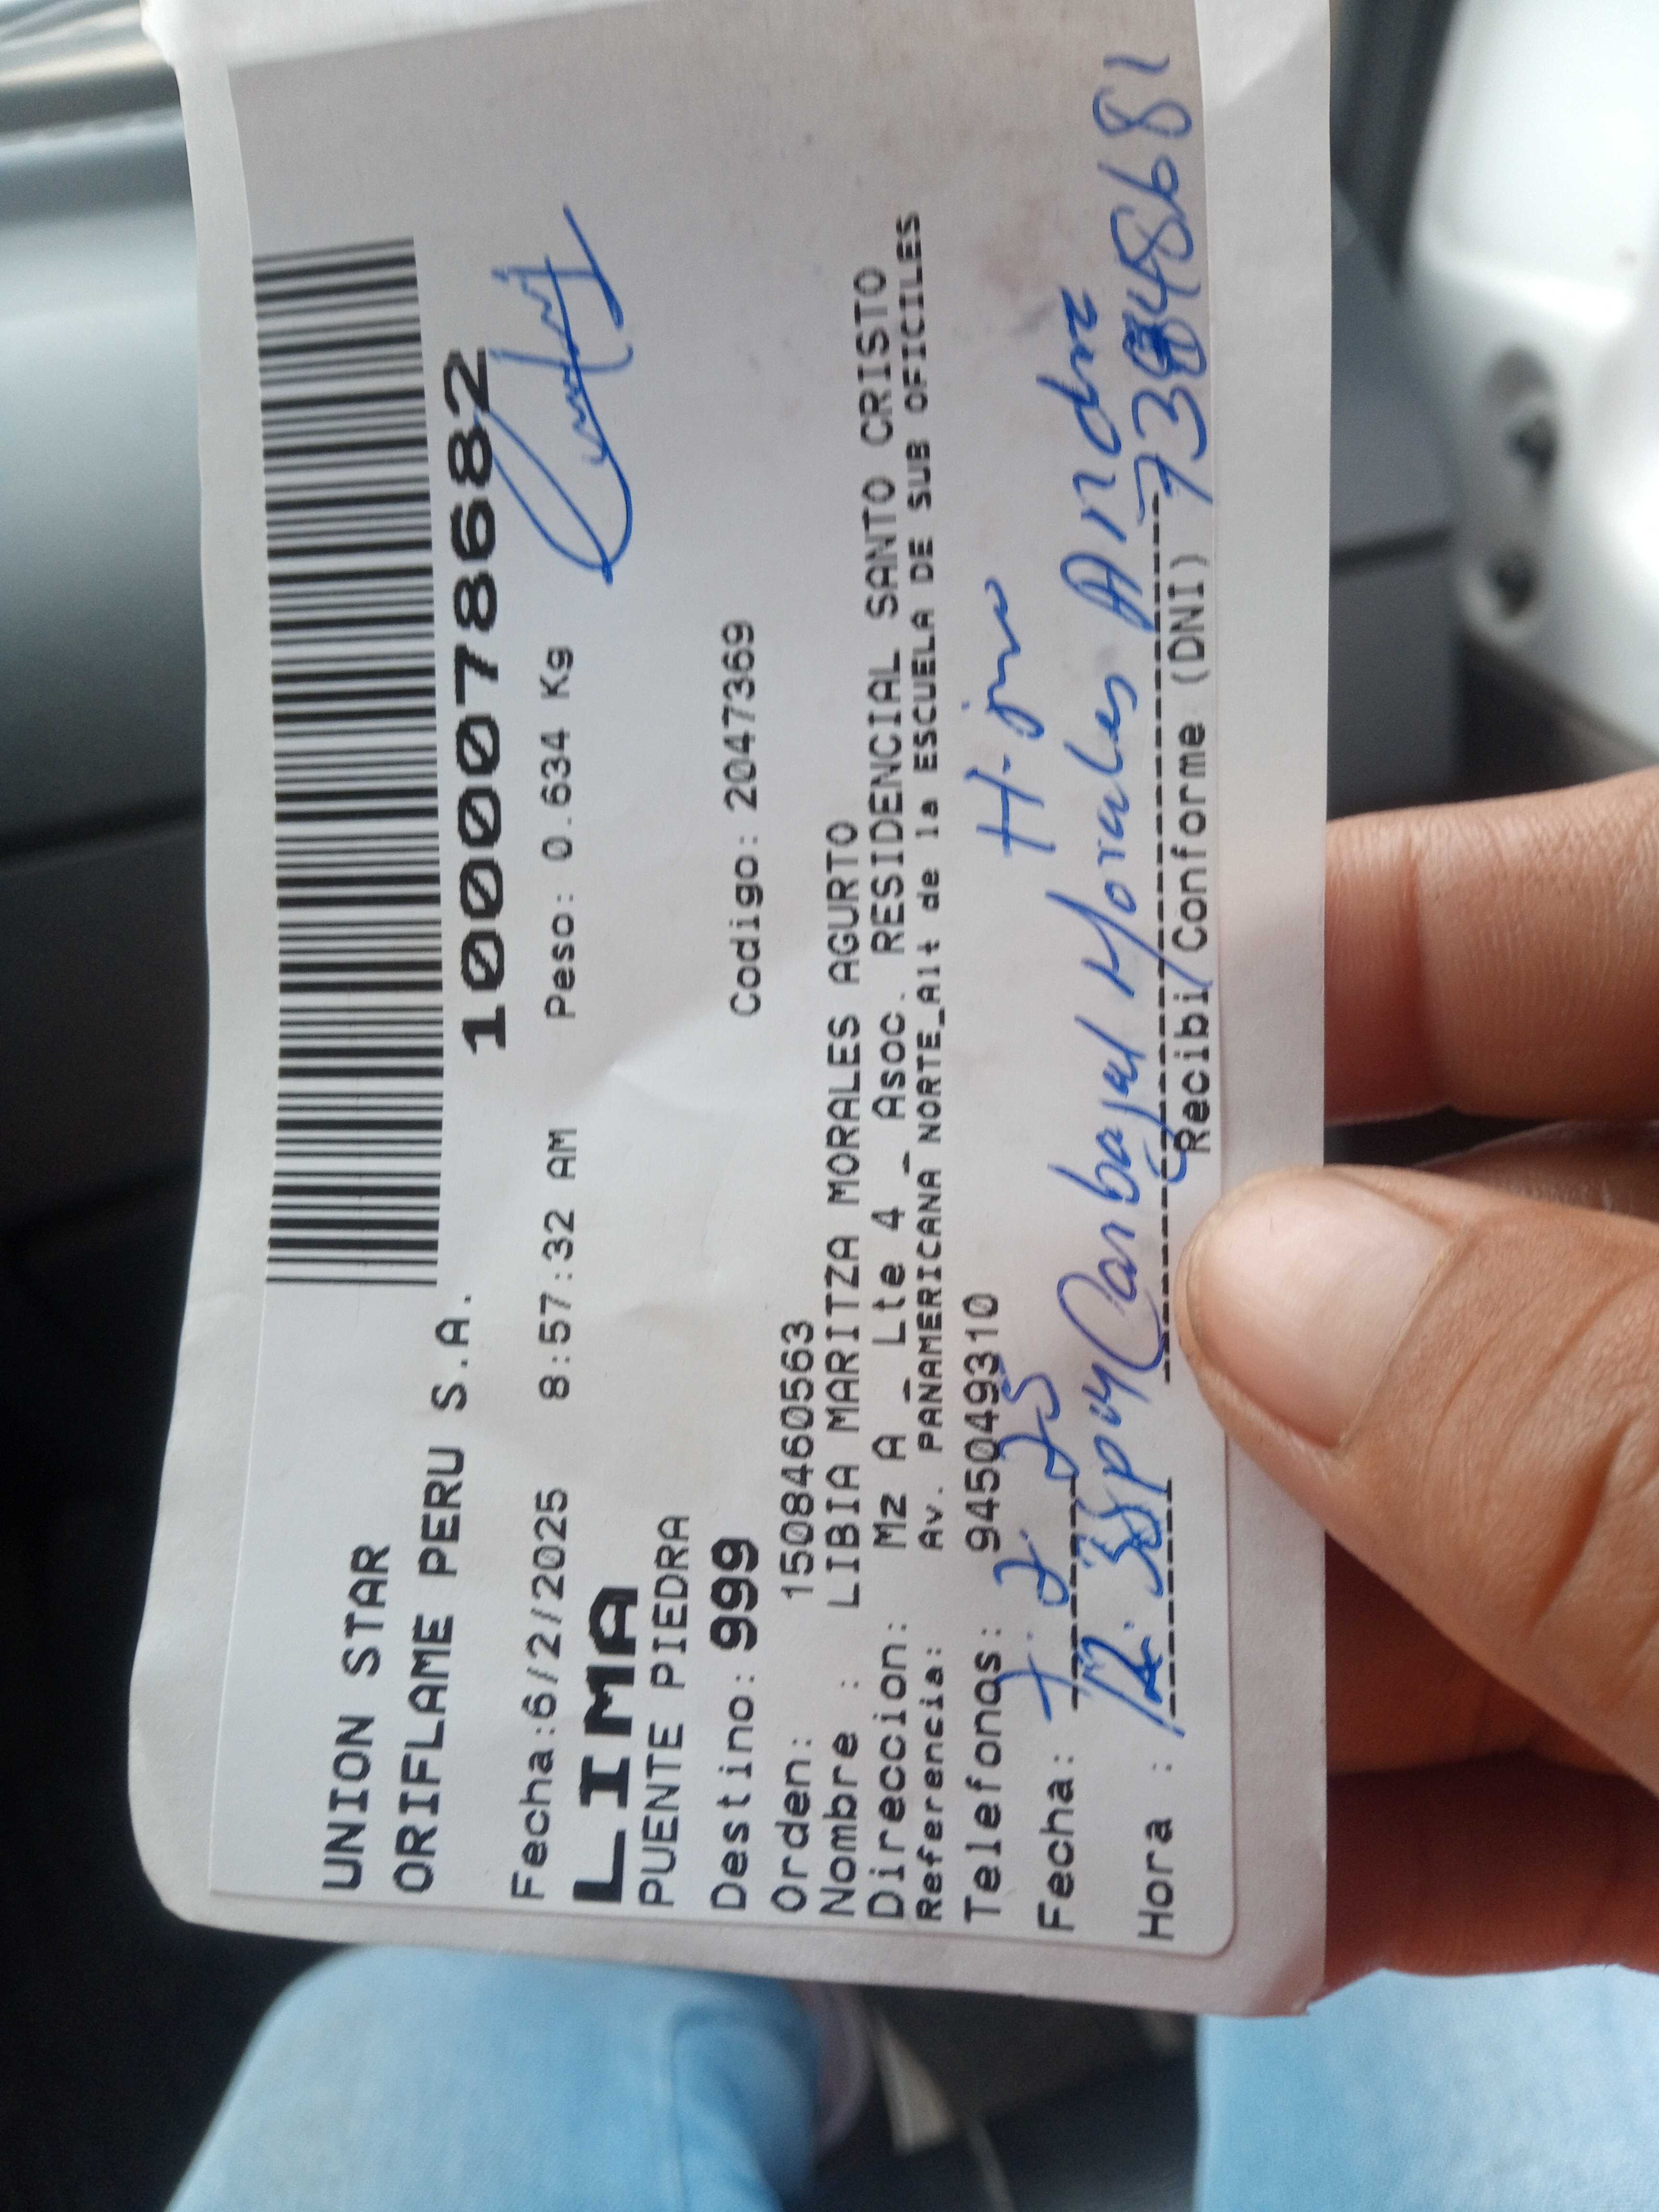 UNION STAR
ORIFLAME PERU S.A.
100078682
Fecha:6/2/2025 8:57:32 AM Peso: 0.634 Kg
LIMA
PUENTE PIEDRA
Destino: 999 Codigo: 2047369
Orden: 150846056​3
Nombre : LIBIA MARITZA MORALES AGURTO
Direccion: Mz A _ Lte 4 _ Asoc. RESIDENCIAL SANTO CRISTO
Referencia: Av. PANAMERICANA NORTE_Alt de la ESCUELA DE SUB OFICILES
Telefonos: 945049310 Hijo
Fecha:
Carbajal Morales
Hora :
Recibi Conforme (DNI)